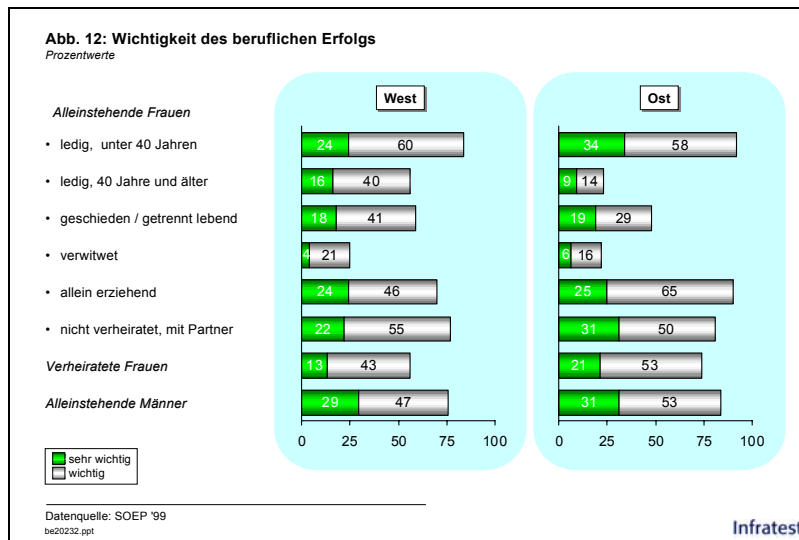 Abb. 12: Wichtigkeit des beruflichen Erfolgs
Prozentwerte
West
Ost
Alleinstehende Frauen
• ledig, unter 40 Jahren 24 60 34 58
• ledig, 40 Jahre und älter 16 40 9 14
• geschieden / getrennt lebend 18 41 19 29
• verwitwet 4 21 6 16
• allein erziehend 24 46 25 65
• nicht verheiratet, mit Partner 22 55 31 50
Verheiratete Frauen 13 43 21 53
Alleinstehende Männer 29 47 31 53
0 25 50 75 100 0 25 50 75 100
sehr wichtig
wichtig
Datenquelle: SOEP '99
be20232.ppt
Infratest